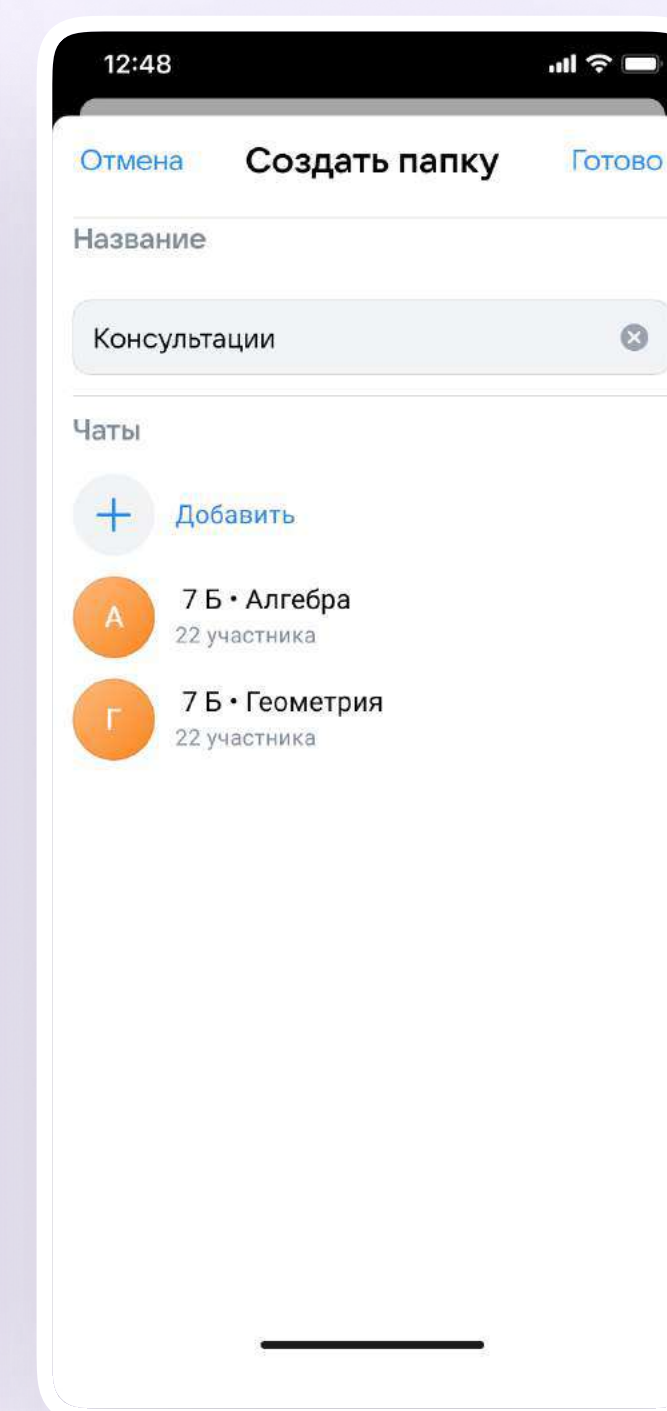 12:48
Отмена Создать папку Готово
Название
Консультации
Чаты
Добавить
А
7 Б • Алгебра
22 участника
Г
7 Б • Геометрия
22 участника